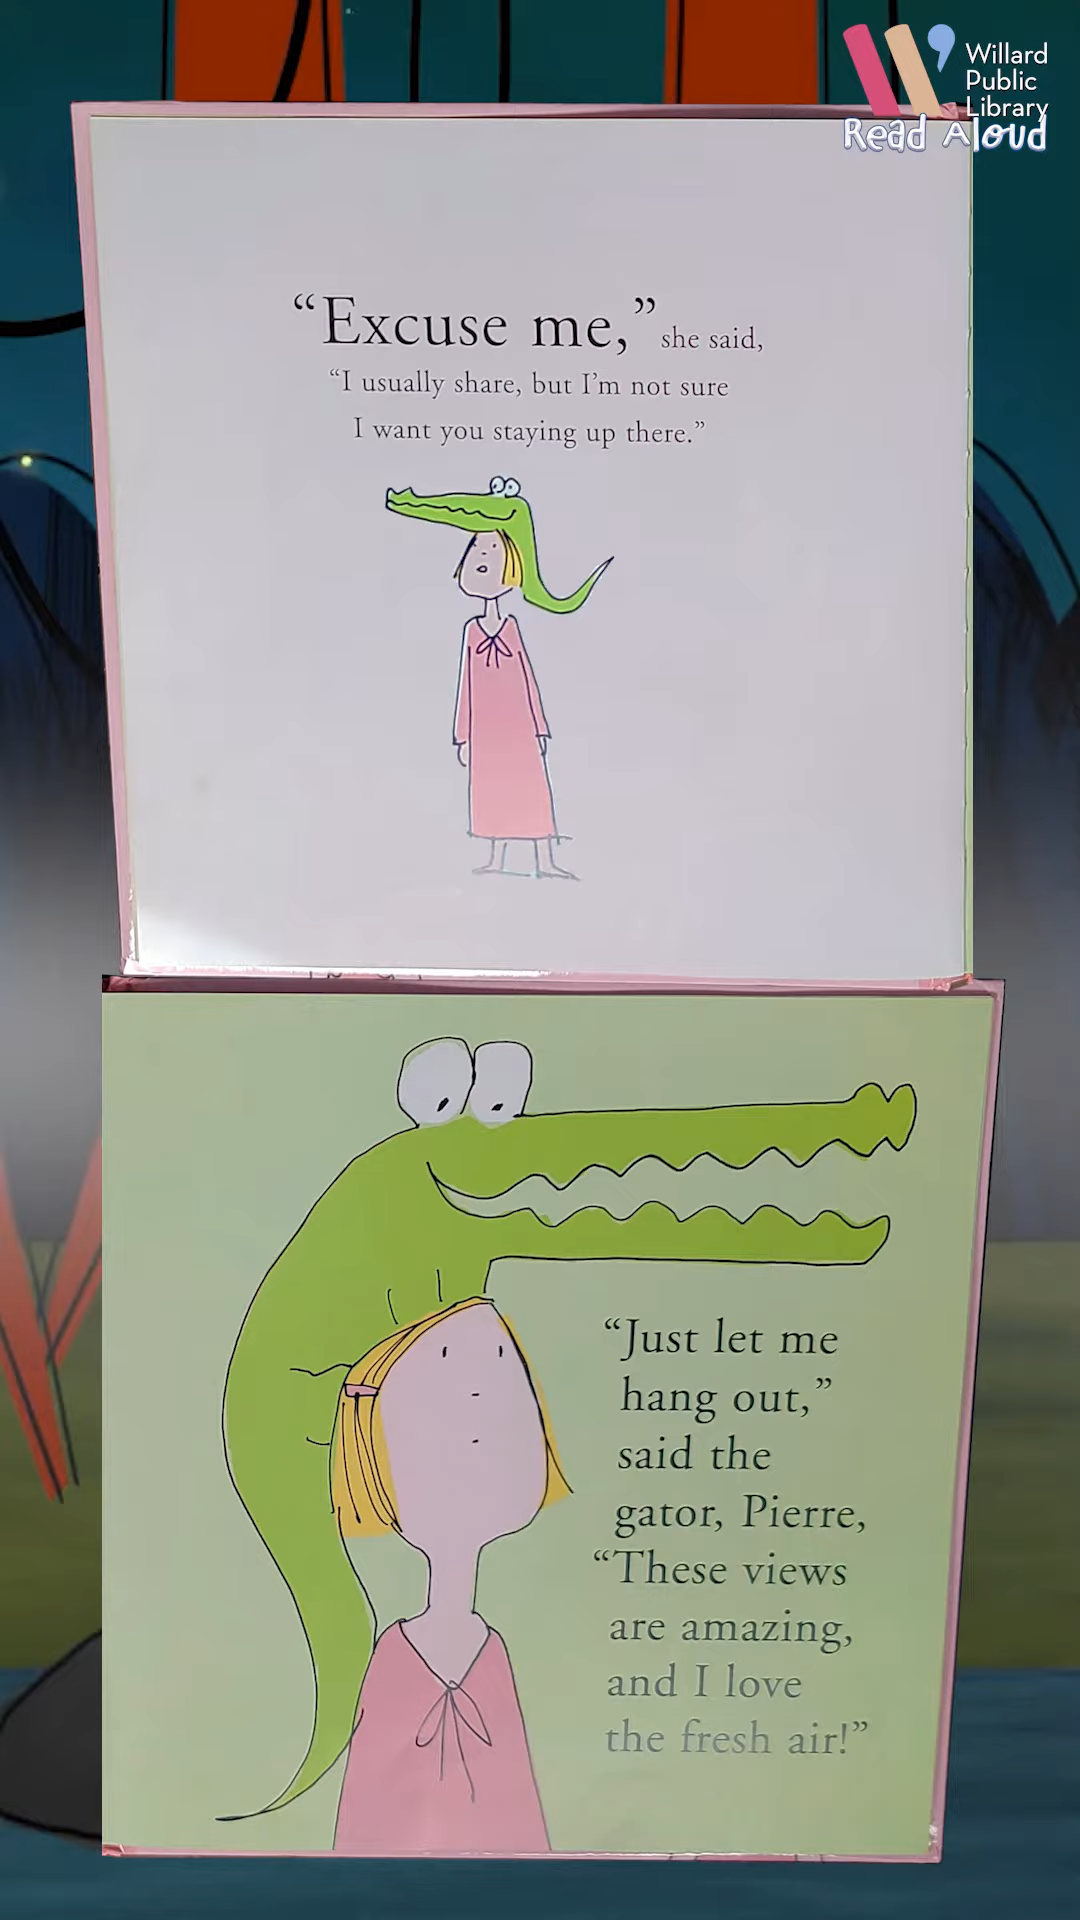 Willard
Public
Library
Read Aloud
“Excuse me,” she said,
“I usually share, but I’m not sure
I want you staying up there.”
“Just let me
hang out,”
said the
gator, Pierre,
“These views
are amazing,
and I love
the fresh air!”